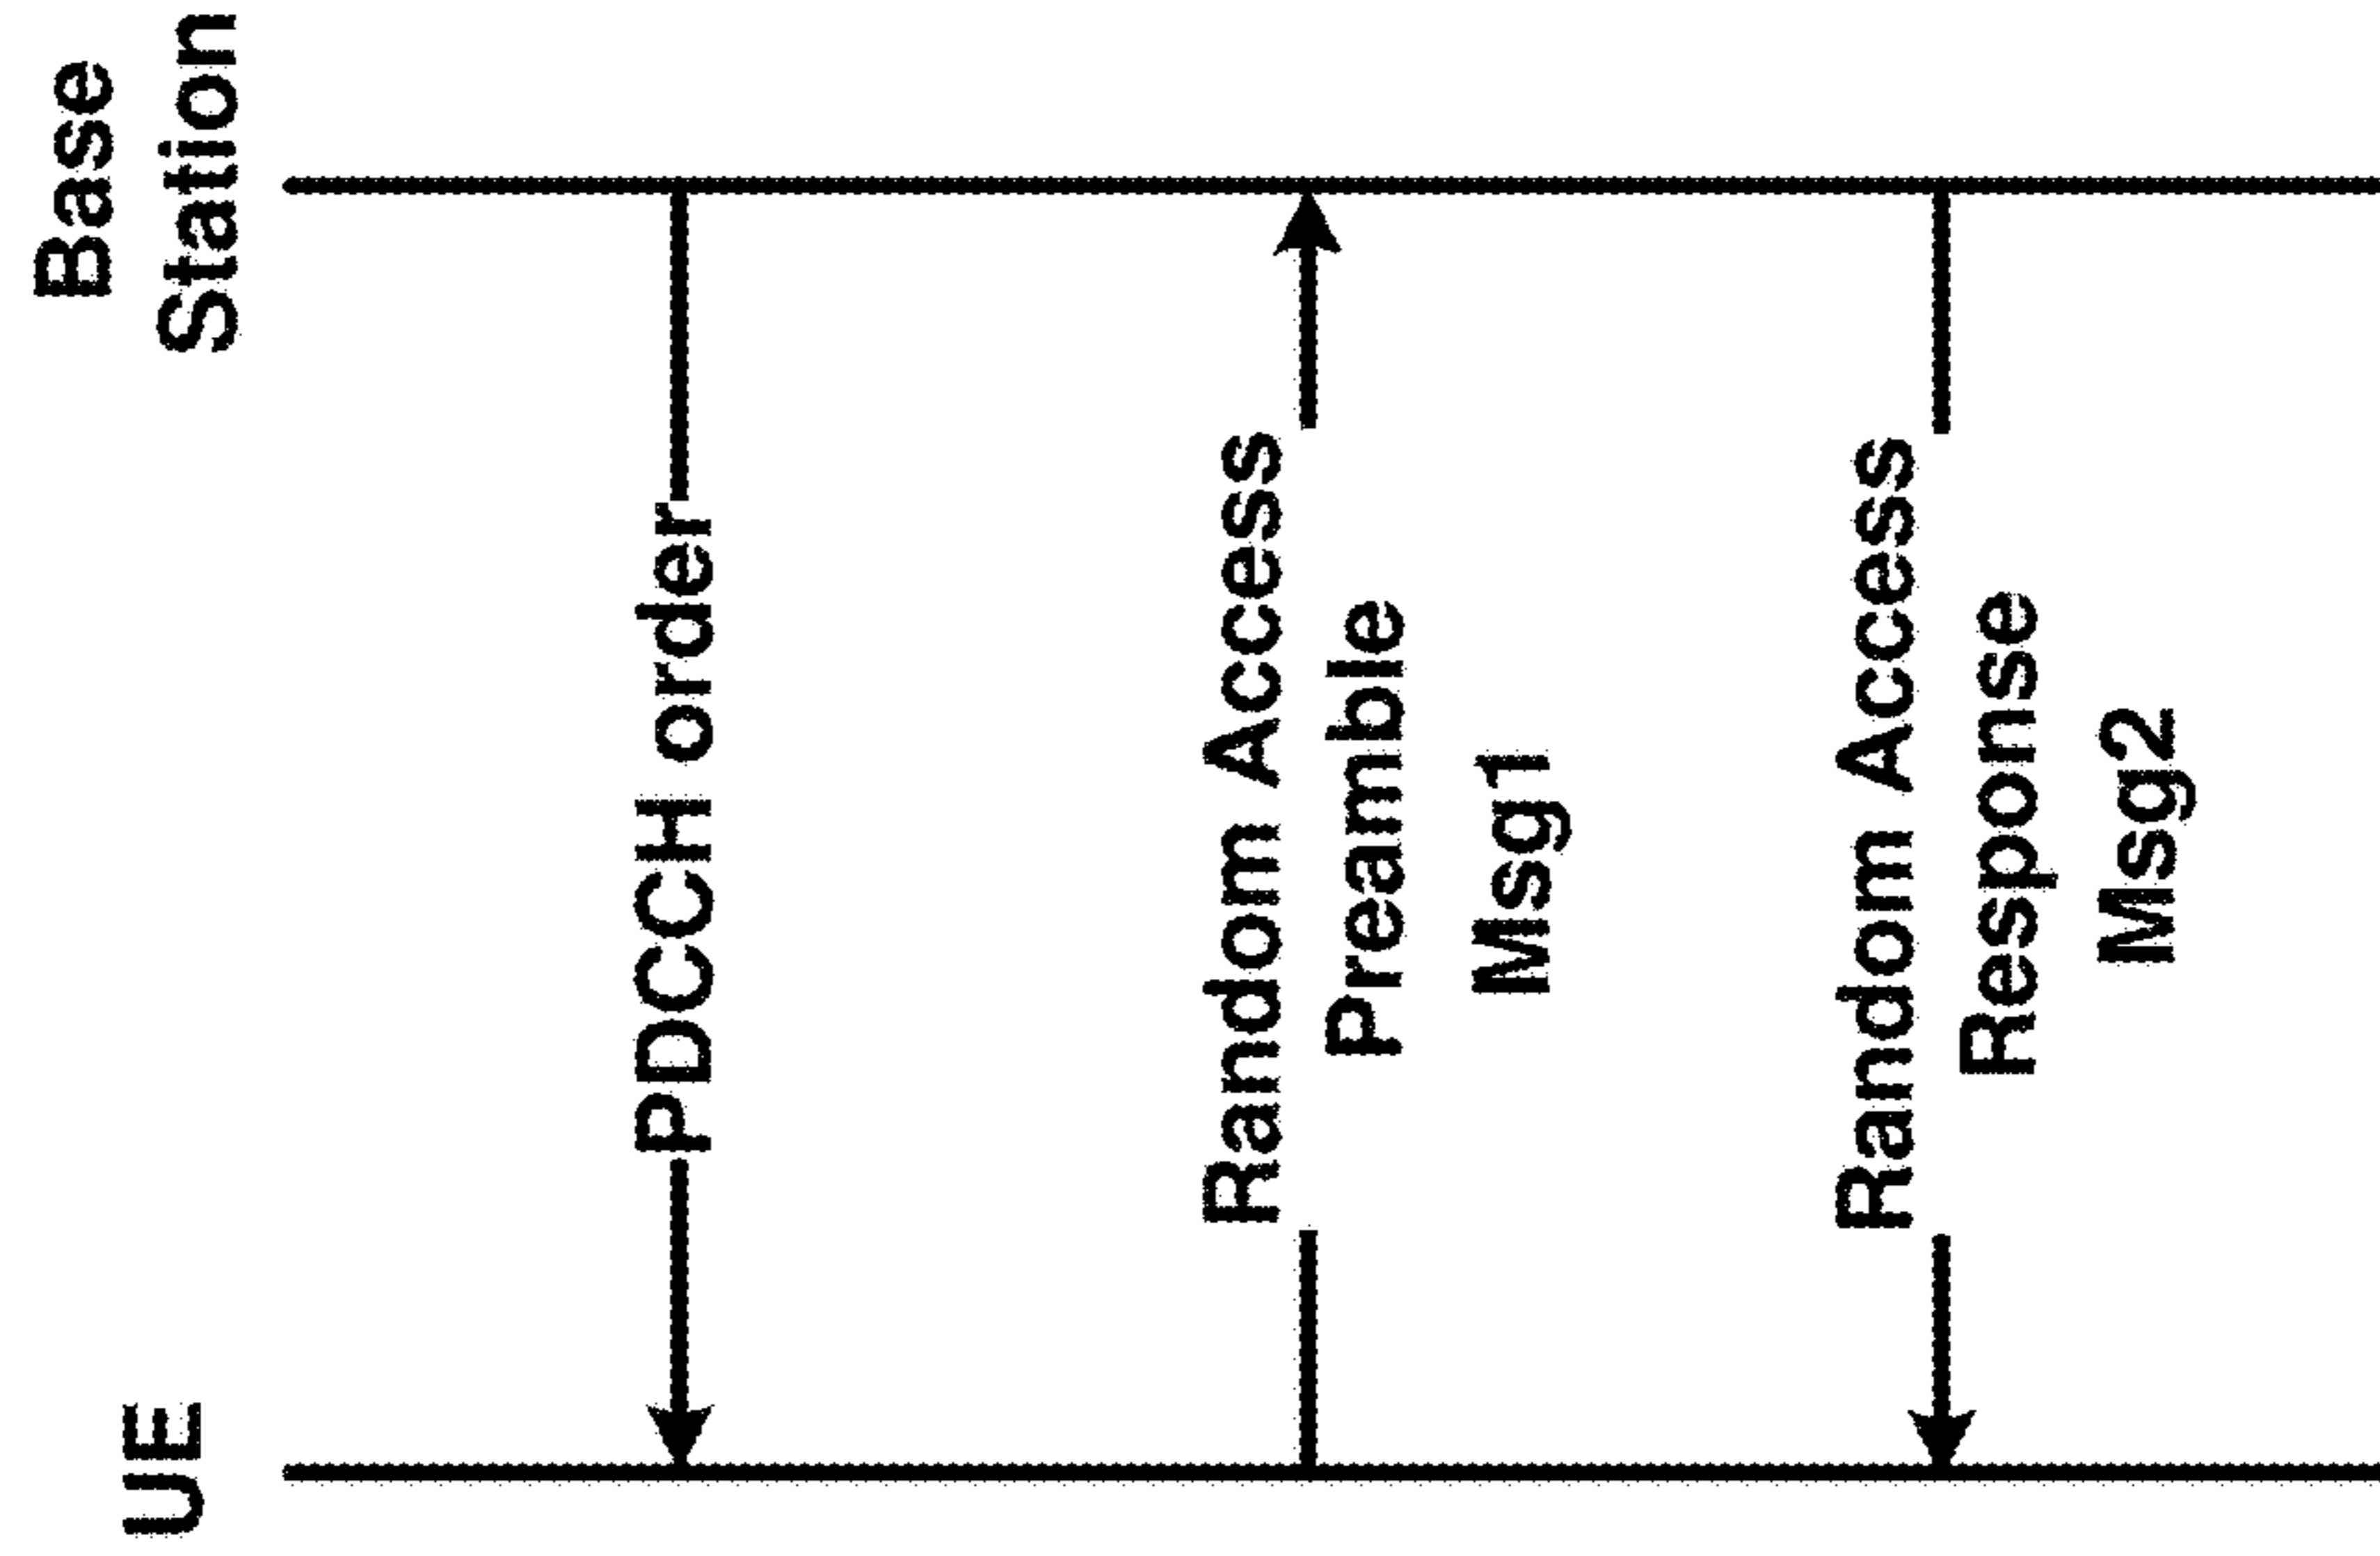 UE
Base
Station
PDCCH order
Random Access
Preamble
Msg1
Random Access
Response
Msg2